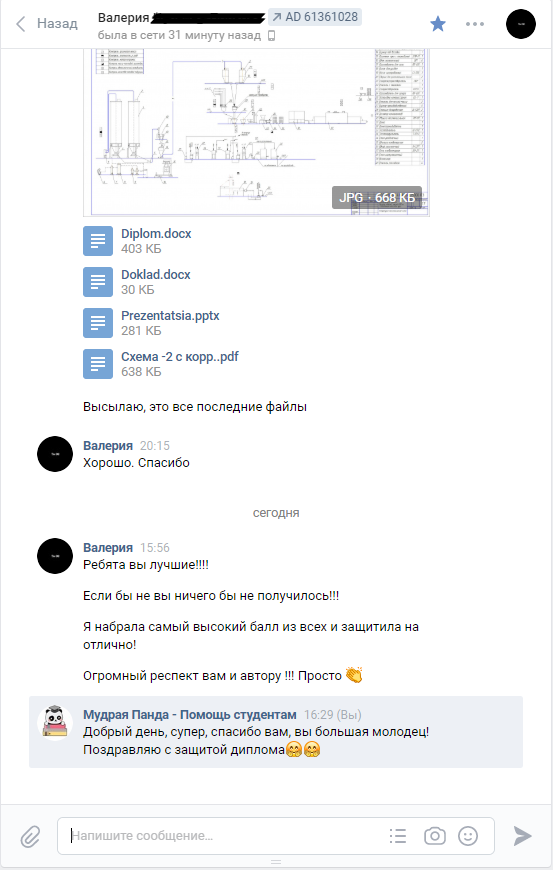 Назад
Валерия
AD 61361028
была в сети 31 минуту назад
JPG · 668 КБ
Diplom.docx
403 КБ
Doklad.docx
30 КБ
Prezentatsia.pptx
281 КБ
Схема -2 с корр..pdf
638 КБ
Высылаю, это все последние файлы
Валерия 20:15
Хорошо. Спасибо
сегодня
Валерия 15:56
Ребята вы лучшие!!!!
Если бы не вы ничего бы не получилось!!!
Я набрала самый высокий балл из всех и защитила на
отлично!
Огромный респект вам и автору !!! Просто 👏
Мудрая Панда - Помощь студентам 16:29 (Вы)
Добрый день, супер, спасибо вам, вы большая молодец!
Поздравляю с защитой диплома🤗🤗
Напишите сообщение...